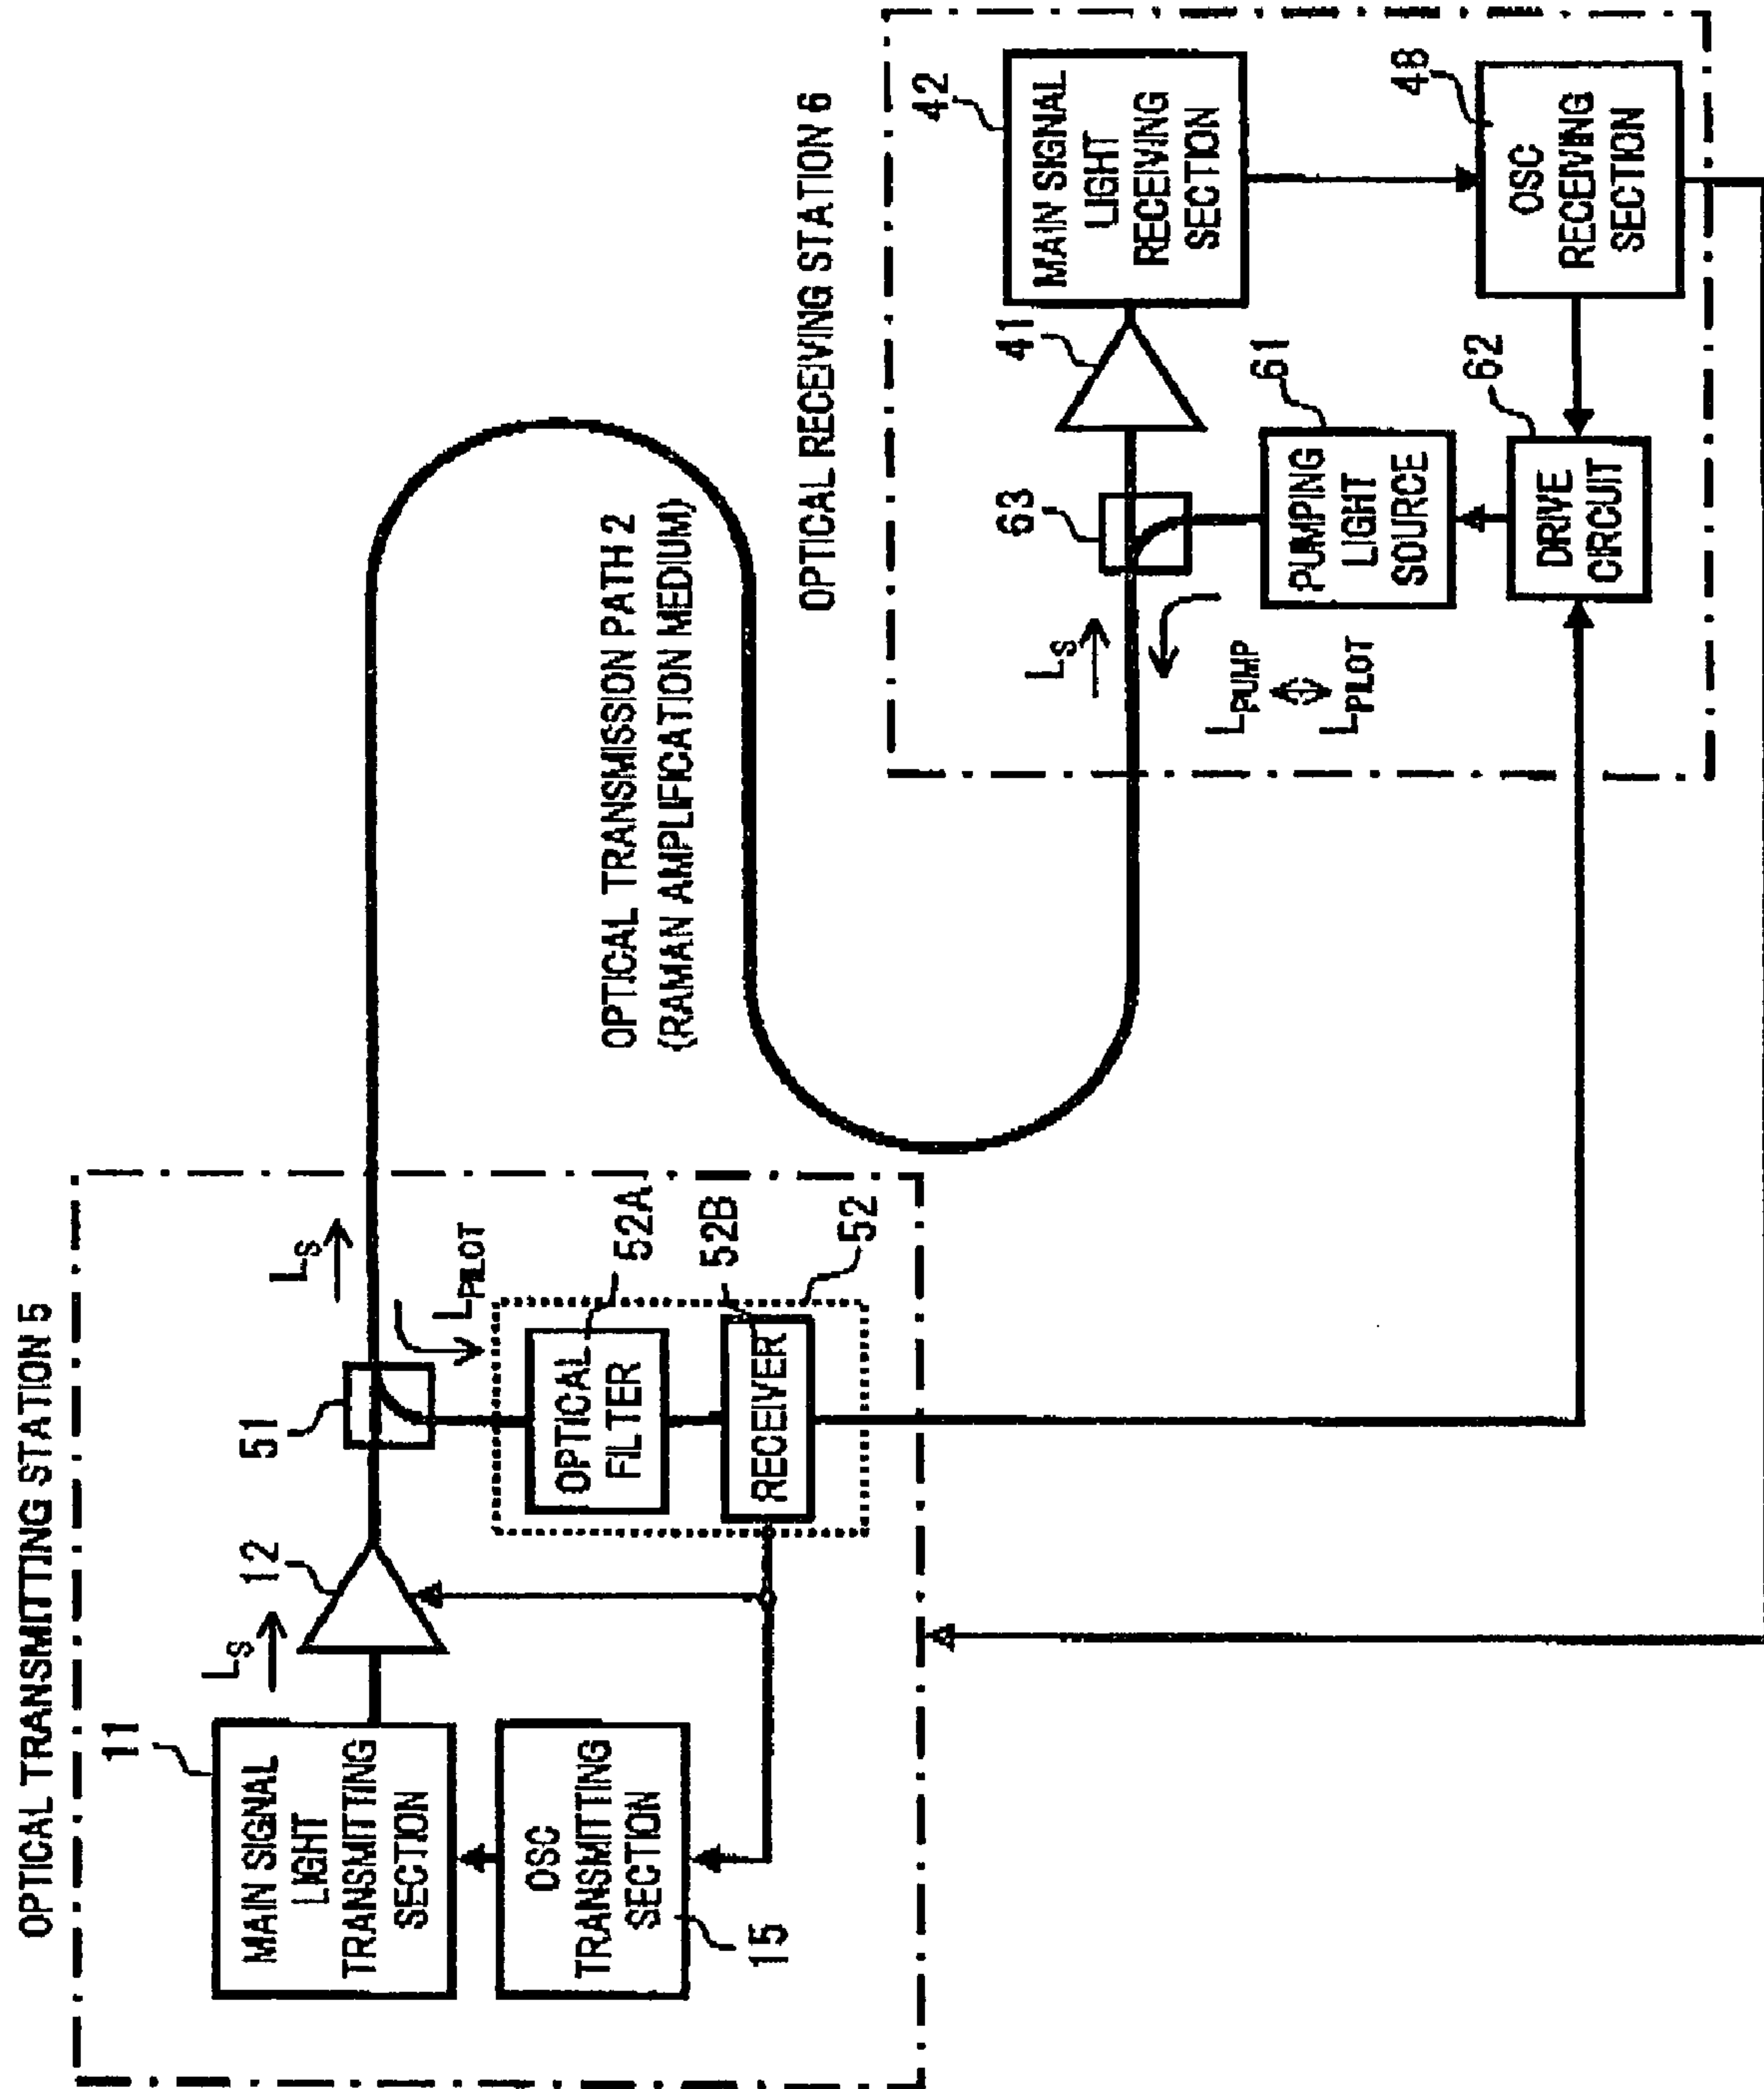 OPTICAL TRANSMITTING STATION 5
11
MAIN SIGNAL
LIGHT
TRANSMITTING
SECTION
LS
12
51
LS
LPILOT
OSC
TRANSMITTING
SECTION
15
OPTICAL
FILTER
52A
RECEIVER
52B
52
OPTICAL TRANSMISSION PATH 2
(RAMAN AMPLIFICATION MEDIUM)
OPTICAL RECEIVING STATION 6
LS
63
41
42
MAIN SIGNAL
LIGHT
RECEIVING
SECTION
LPUMP
LPILOT
PUMPING
LIGHT
SOURCE
61
DRIVE
CIRCUIT
62
OSC
RECEIVING
SECTION
48